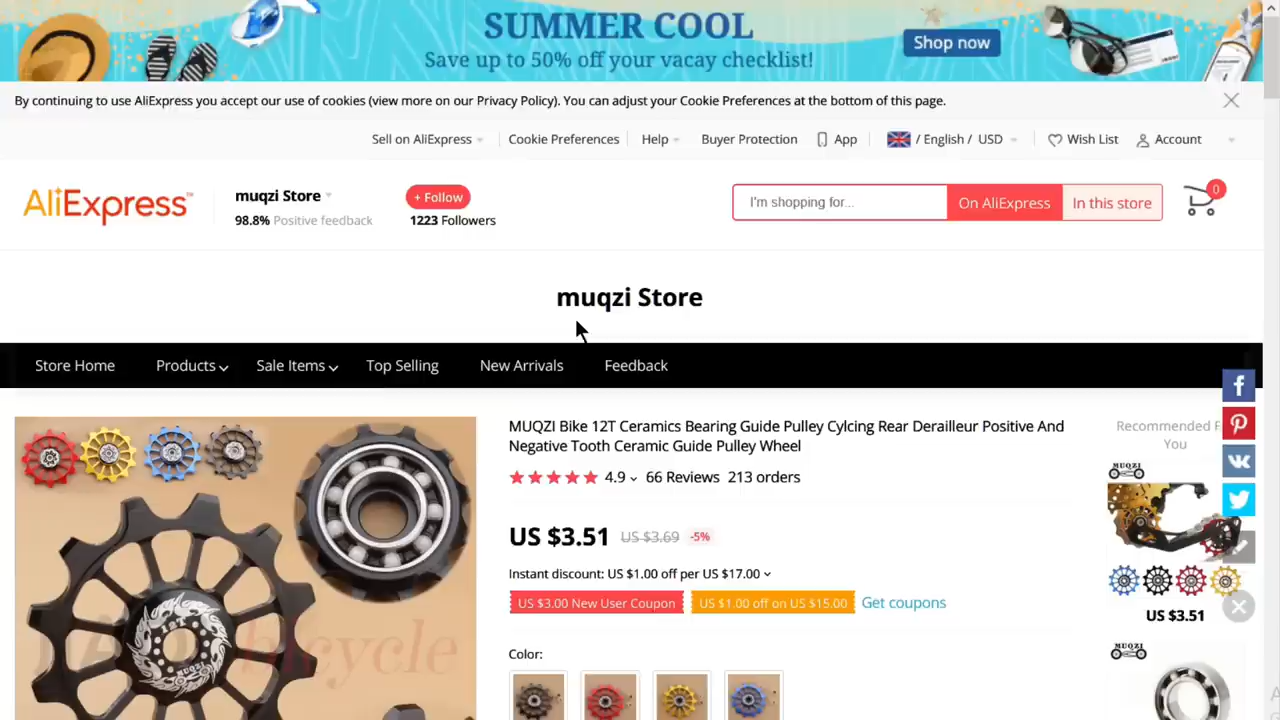 SUMMER COOL
Save up to 50% off your vacay checklist!
Shop now
By continuing to use AliExpress you accept our use of cookies (view more on our Privacy Policy). You can adjust your Cookie Preferences at the bottom of this page.
Sell on AliExpress
Cookie Preferences
Help
Buyer Protection
App
/ English / USD
Wish List
Account
AliExpress™
muqzi Store
98.8% Positive feedback
+ Follow
1223 Followers
I'm shopping for...
On AliExpress
In this store
0
muqzi Store
Store Home
Products
Sale Items
Top Selling
New Arrivals
Feedback
MUQZI Bike 12T Ceramics Bearing Guide Pulley Cylcing Rear Derailleur Positive And
Negative Tooth Ceramic Guide Pulley Wheel
4.9
66 Reviews
213 orders
US $3.51
US $3.69
-5%
Instant discount: US $1.00 off per US $17.00
US $3.00 New User Coupon
US $1.00 off on US $15.00
Get coupons
Color:
12T
MUQZI
bicycle
Recommended F
You
MUQZI
US $3.51
MUQZI